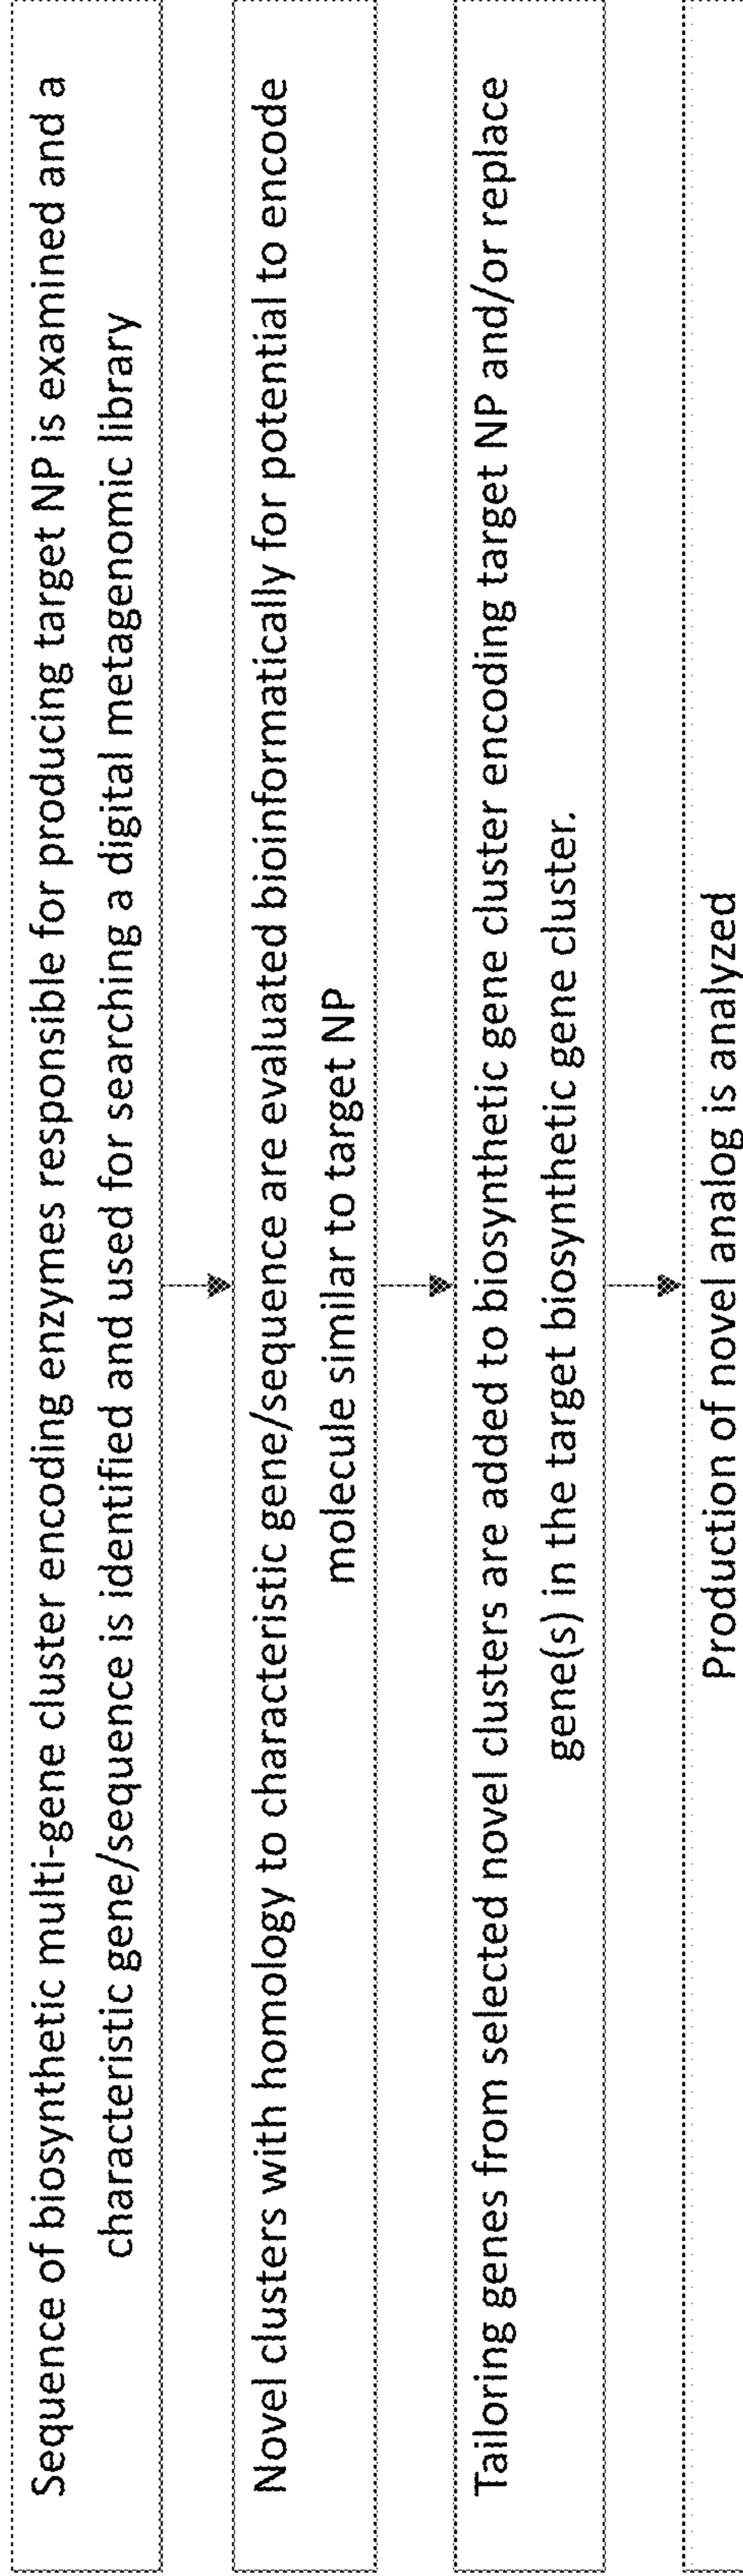 Sequence of biosynthetic multi-gene cluster encoding enzymes responsible for producing target NP is examined and a
characteristic gene/sequence is identified and used for searching a digital metagenomic library
Novel clusters with homology to characteristic gene/sequence are evaluated bioinformatically for potential to encode
molecule similar to target NP
Tailoring genes from selected novel clusters are added to biosynthetic gene cluster encoding target NP and/or replace
gene(s) in the target biosynthetic gene cluster.
Production of novel analog is analyzed